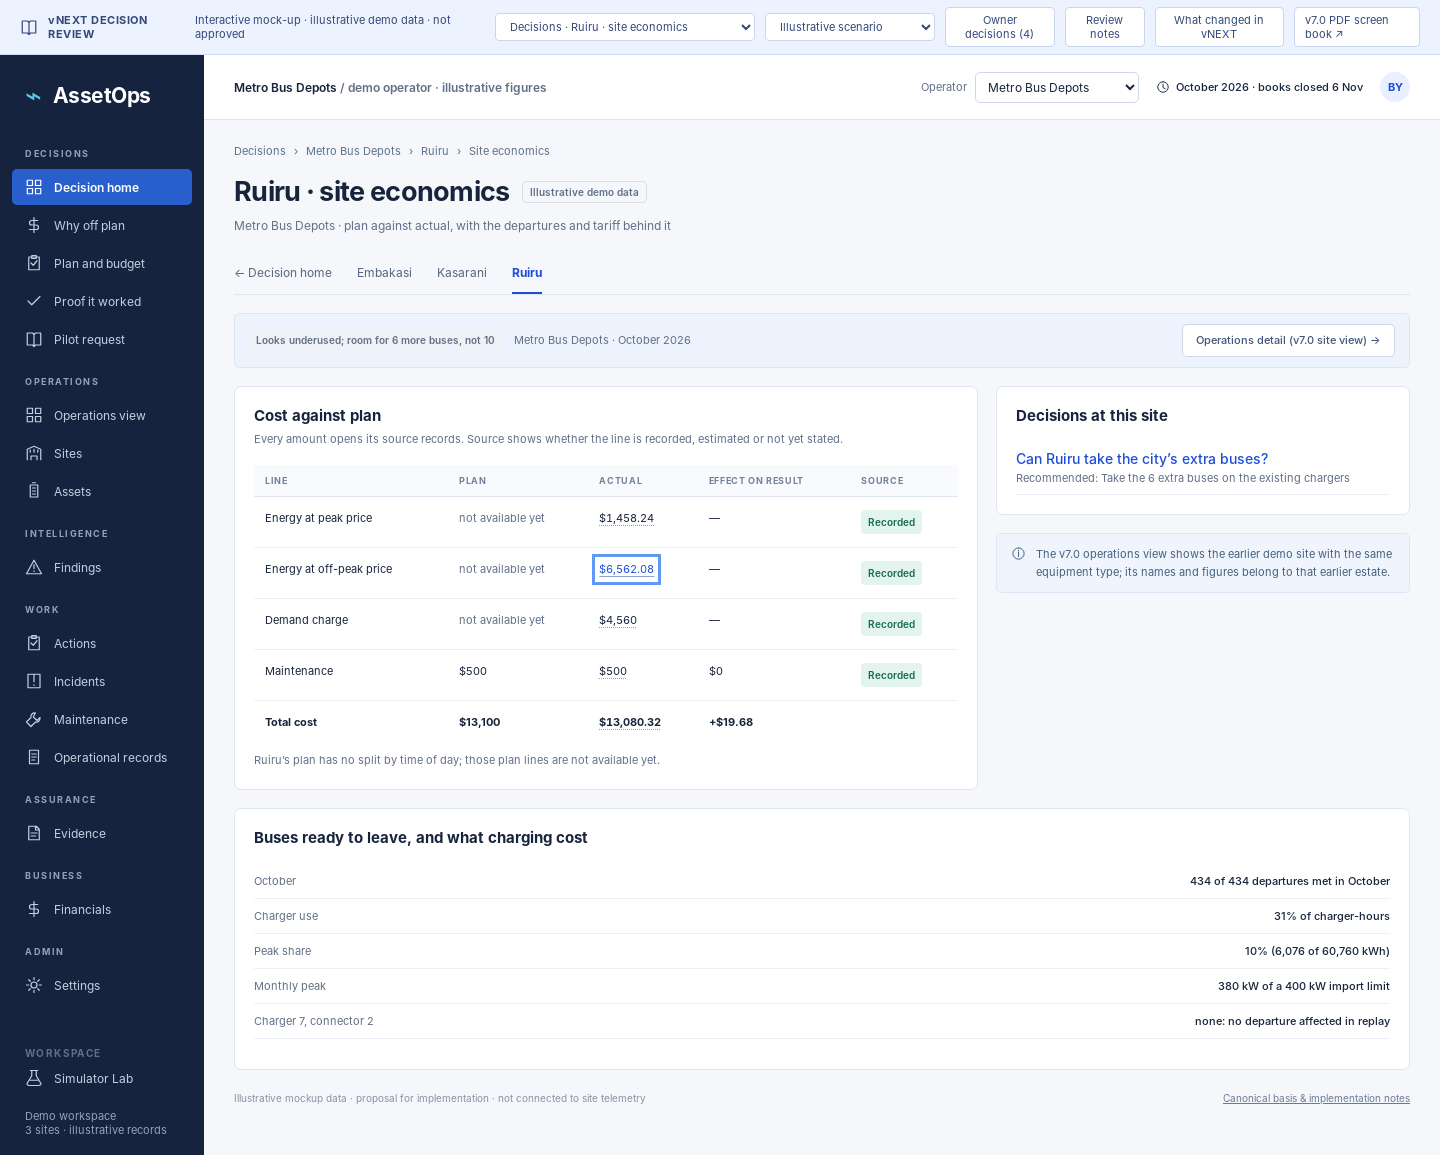 vNEXT DECISION REVIEW
Interactive mock-up · illustrative demo data · not approved
Decisions · Ruiru · site economics
Illustrative scenario
Owner decisions (4)
Review notes
What changed in vNEXT
v7.0 PDF screen book ↗
AssetOps
DECISIONS
Decision home
Why off plan
Plan and budget
Proof it worked
Pilot request
OPERATIONS
Operations view
Sites
Assets
INTELLIGENCE
Findings
WORK
Actions
Incidents
Maintenance
Operational records
ASSURANCE
Evidence
BUSINESS
Financials
ADMIN
Settings
WORKSPACE
Simulator Lab
Demo workspace
3 sites · illustrative records
Metro Bus Depots / demo operator · illustrative figures
Operator
Metro Bus Depots
October 2026 · books closed 6 Nov
BY
Decisions › Metro Bus Depots › Ruiru › Site economics
Ruiru · site economics
Illustrative demo data
Metro Bus Depots · plan against actual, with the departures and tariff behind it
← Decision home Embakasi Kasarani Ruiru
Looks underused; room for 6 more buses, not 10
Metro Bus Depots · October 2026
Operations detail (v7.0 site view) →
Cost against plan
Every amount opens its source records. Source shows whether the line is recorded, estimated or not yet stated.
LINE PLAN ACTUAL EFFECT ON RESULT SOURCE
Energy at peak price not available yet $1,458.24 — Recorded
Energy at off-peak price not available yet $6,562.08 — Recorded
Demand charge not available yet $4,560 — Recorded
Maintenance $500 $500 $0 Recorded
Total cost $13,100 $13,080.32 +$19.68
Ruiru's plan has no split by time of day; those plan lines are not available yet.
Decisions at this site
Can Ruiru take the city's extra buses?
Recommended: Take the 6 extra buses on the existing chargers
The v7.0 operations view shows the earlier demo site with the same
equipment type; its names and figures belong to that earlier estate.
Buses ready to leave, and what charging cost
October 434 of 434 departures met in October
Charger use 31% of charger-hours
Peak share 10% (6,076 of 60,760 kWh)
Monthly peak 380 kW of a 400 kW import limit
Charger 7, connector 2 none: no departure affected in replay
Illustrative mockup data · proposal for implementation · not connected to site telemetry
Canonical basis & implementation notes